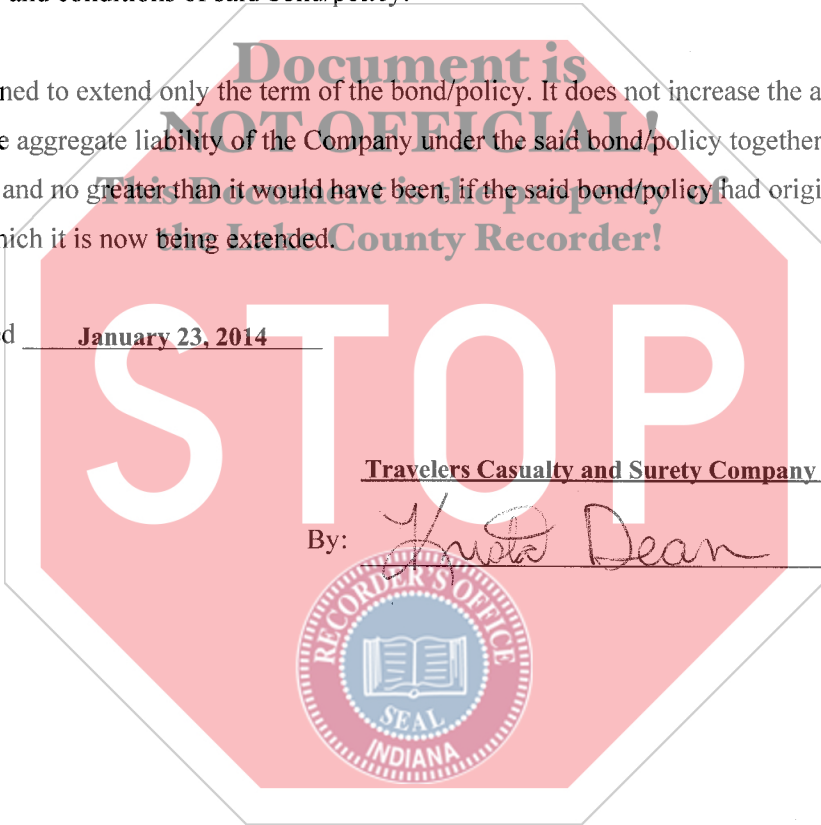 and conditions of said bond/policy.
Document is
ned to extend only the term of the bond/policy. It does not increase the a
NOT OFFICIAL!
e aggregate liability of the Company under the said bond/policy together
This Document is the property of
and no greater than it would have been, if the said bond/policy had origi
the Lake County Recorder!
hich it is now being extended.
d January 23, 2014
STOP
Travelers Casualty and Surety Company
By: Krista Dean
RECORDER'S OFFICE
SEAL
INDIANA